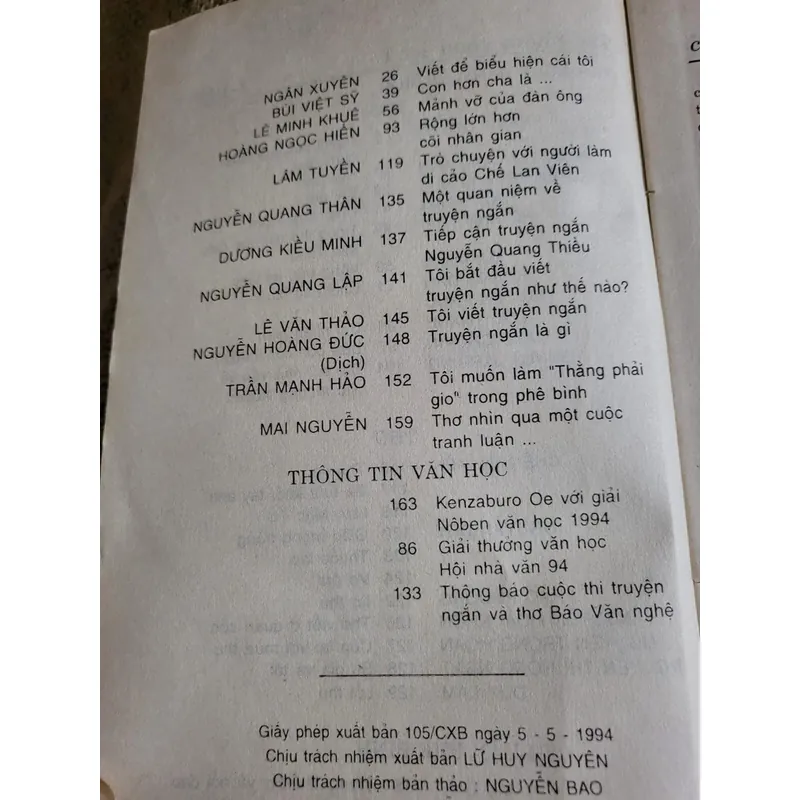 NGÂN XUYÊN 26 Viết để biểu hiện cái tôi
BÙI VIỆT SỸ 39 Con hơn cha là ...
LÊ MINH KHUÊ 56 Mảnh vỡ của đàn ông
HOÀNG NGỌC HIẾN 93 Rộng lớn hơn
cõi nhân gian
LÂM TUYỀN 119 Trò chuyện với người làm
di cảo Chế Lan Viên
NGUYỄN QUANG THÂN 135 Một quan niệm về
truyện ngắn
DƯƠNG KIỀU MINH 137 Tiếp cận truyện ngắn
Nguyễn Quang Thiều
NGUYỄN QUANG LẬP 141 Tôi bắt đầu viết
truyện ngắn như thế nào?
LÊ VĂN THẢO 145 Tôi viết truyện ngắn
NGUYỄN HOÀNG ĐỨC 148 Truyện ngắn là gì
(Dịch)
TRẦN MẠNH HẢO 152 Tôi muốn làm "Thằng phải
gió" trong phê bình
MAI NGUYỄN 159 Thơ nhìn qua một cuộc
tranh luận ...
THÔNG TIN VĂN HỌC
163 Kenzaburo Oe với giải
Nôben văn học 1994
86 Giải thưởng văn học
Hội nhà văn 94
133 Thông báo cuộc thi truyện
ngắn và thơ Báo Văn nghệ
Giấy phép xuất bản 105/CXB ngày 5 - 5 - 1994
Chịu trách nhiệm xuất bản LỮ HUY NGUYÊN
Chịu trách nhiệm bản thảo : NGUYỄN BAO